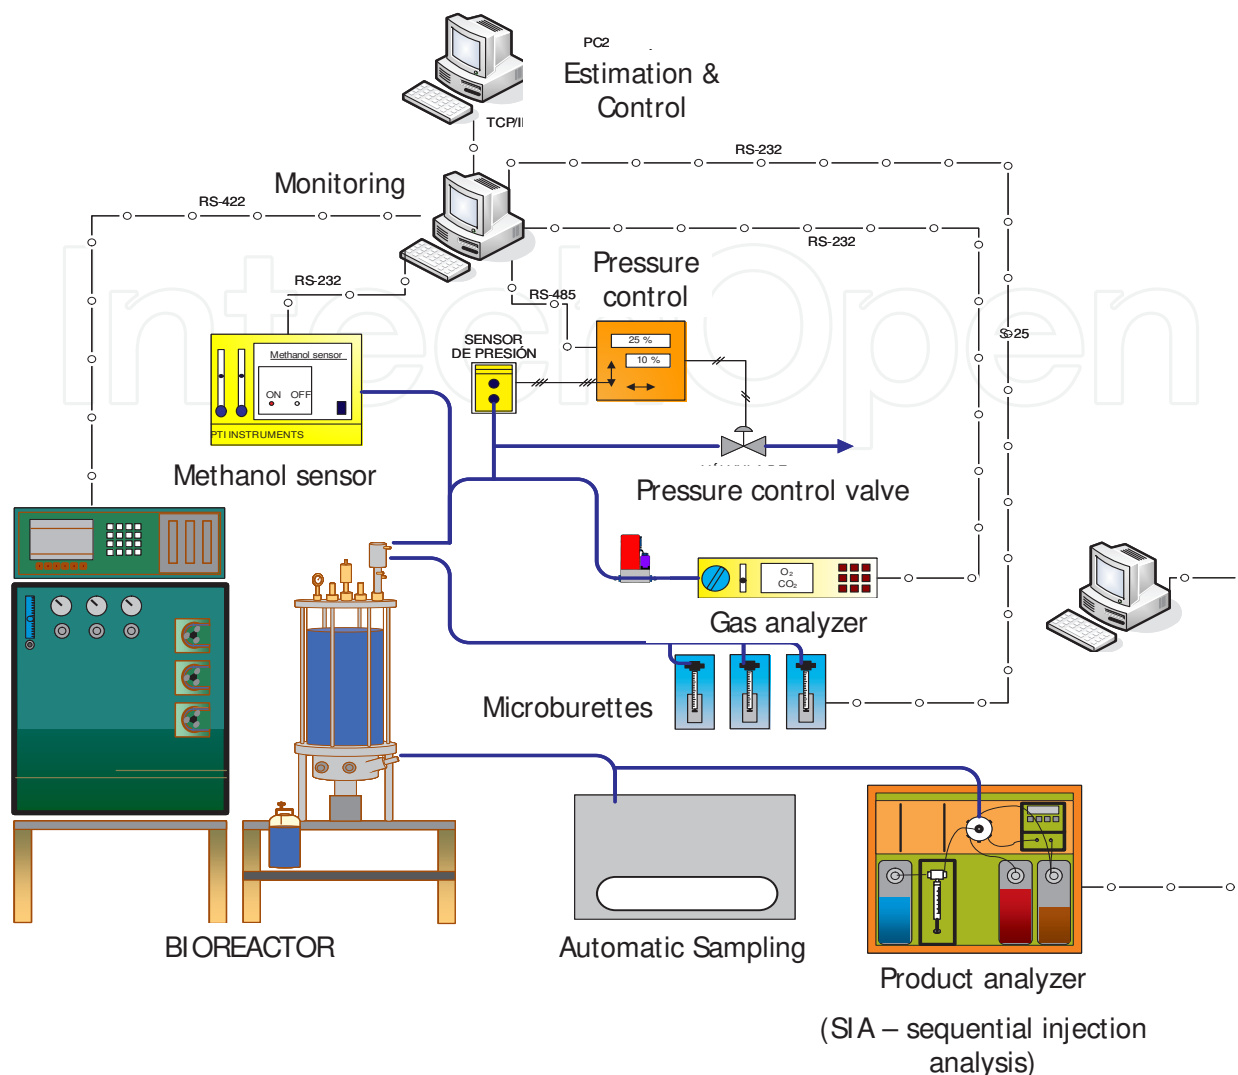 PC2
Estimation &
Control
TCP/I
RS-232
Monitoring
RS-422
RS-232
Pressure
control
RS-232
RS-485
SENSOR
DE PRESIÓN
25 %
10 %
S-25
Methanol sensor
ON OFF
PTI INSTRUMENTS
Methanol sensor
Pressure control valve
O₂
CO₂
Gas analyzer
Microburettes
BIOREACTOR
Automatic Sampling
Product analyzer
(SIA – sequential injection
analysis)
IntechOpen